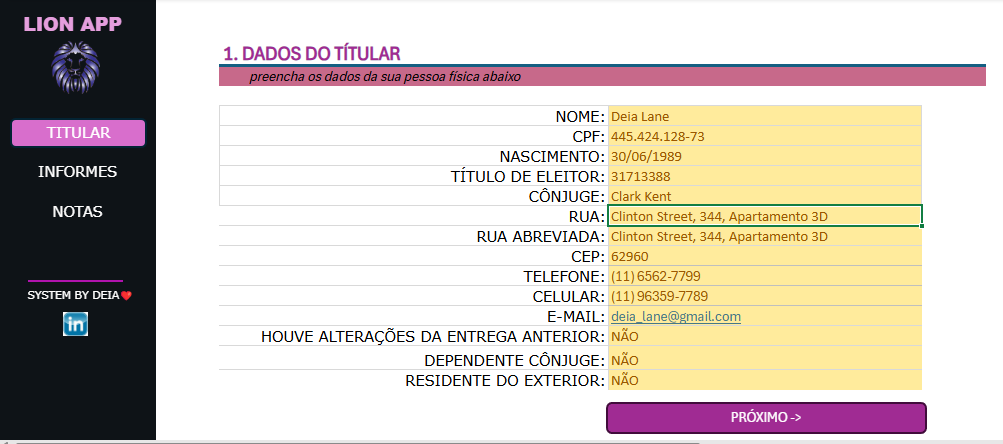 LION APP
TITULAR
INFORMES
NOTAS
SYSTEM BY DEIA
in
1. DADOS DO TÍTULAR
preencha os dados da sua pessoa física abaixo
NOME: Deia Lane
CPF: 445.424.128-73
NASCIMENTO: 30/06/1989
TÍTULO DE ELEITOR: 31713388
CÔNJUGE: Clark Kent
RUA: Clinton Street, 344, Apartamento 3D
RUA ABREVIADA: Clinton Street, 344, Apartamento 3D
CEP: 62960
TELEFONE: (11) 6562-7799
CELULAR: (11) 96359-7789
E-MAIL: deia_lane@gmail.com
HOUVE ALTERAÇÕES DA ENTREGA ANTERIOR: NÃO
DEPENDENTE CÔNJUGE: NÃO
RESIDENTE DO EXTERIOR: NÃO
PRÓXIMO ->